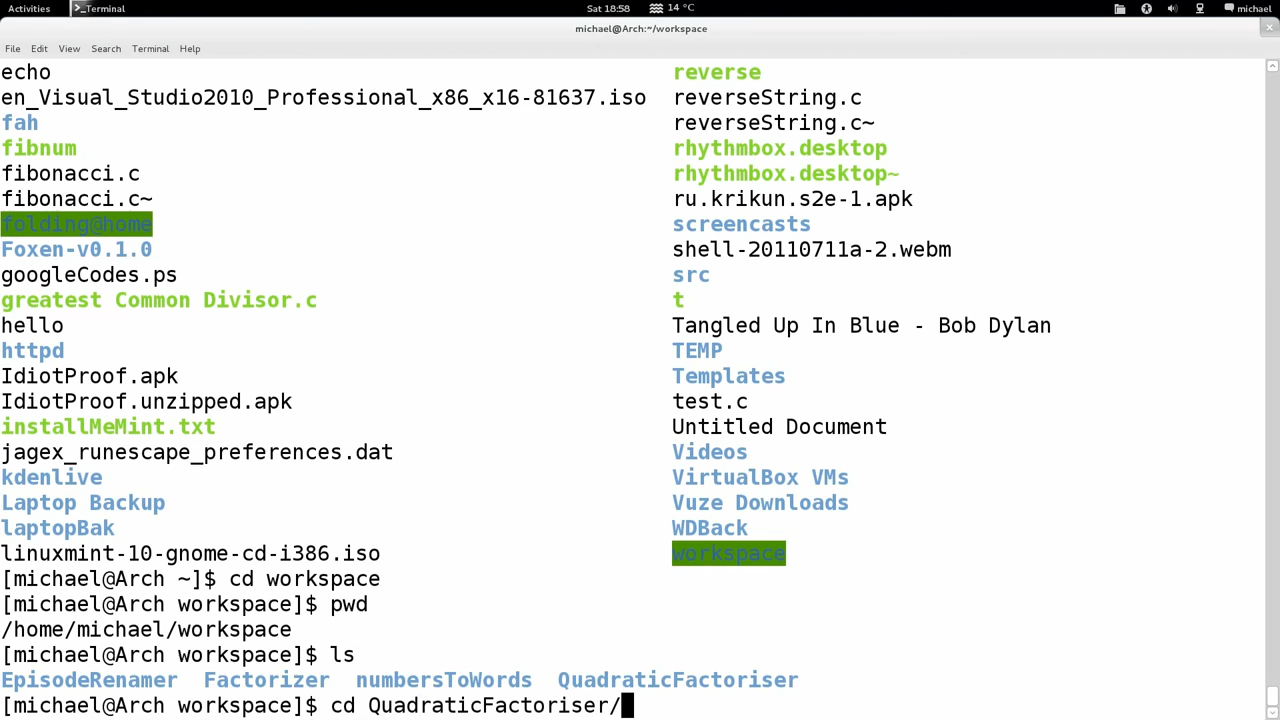 Activities Terminal Sat 18:58 14 °C michael
michael@Arch:~/workspace
File Edit View Search Terminal Help
echo reverse
en_Visual_Studio2010_Professional_x86_x16-81637.iso reverseString.c
fah reverseString.c~
fibnum rhythmbox.desktop
fibonacci.c rhythmbox.desktop~
fibonacci.c~ ru.krikun.s2e-1.apk
folding@home screencasts
Foxen-v0.1.0 shell-20110711a-2.webm
googleCodes.ps src
greatest Common Divisor.c t
hello Tangled Up In Blue - Bob Dylan
httpd TEMP
IdiotProof.apk Templates
IdiotProof.unzipped.apk test.c
installMeMint.txt Untitled Document
jagex_runescape_preferences.dat Videos
kdenlive VirtualBox VMs
Laptop Backup Vuze Downloads
laptopBak WDBack
linuxmint-10-gnome-cd-i386.iso workspace
[michael@Arch ~]$ cd workspace
[michael@Arch workspace]$ pwd
/home/michael/workspace
[michael@Arch workspace]$ ls
EpisodeRenamer Factorizer numbersToWords QuadraticFactoriser
[michael@Arch workspace]$ cd QuadraticFactoriser/